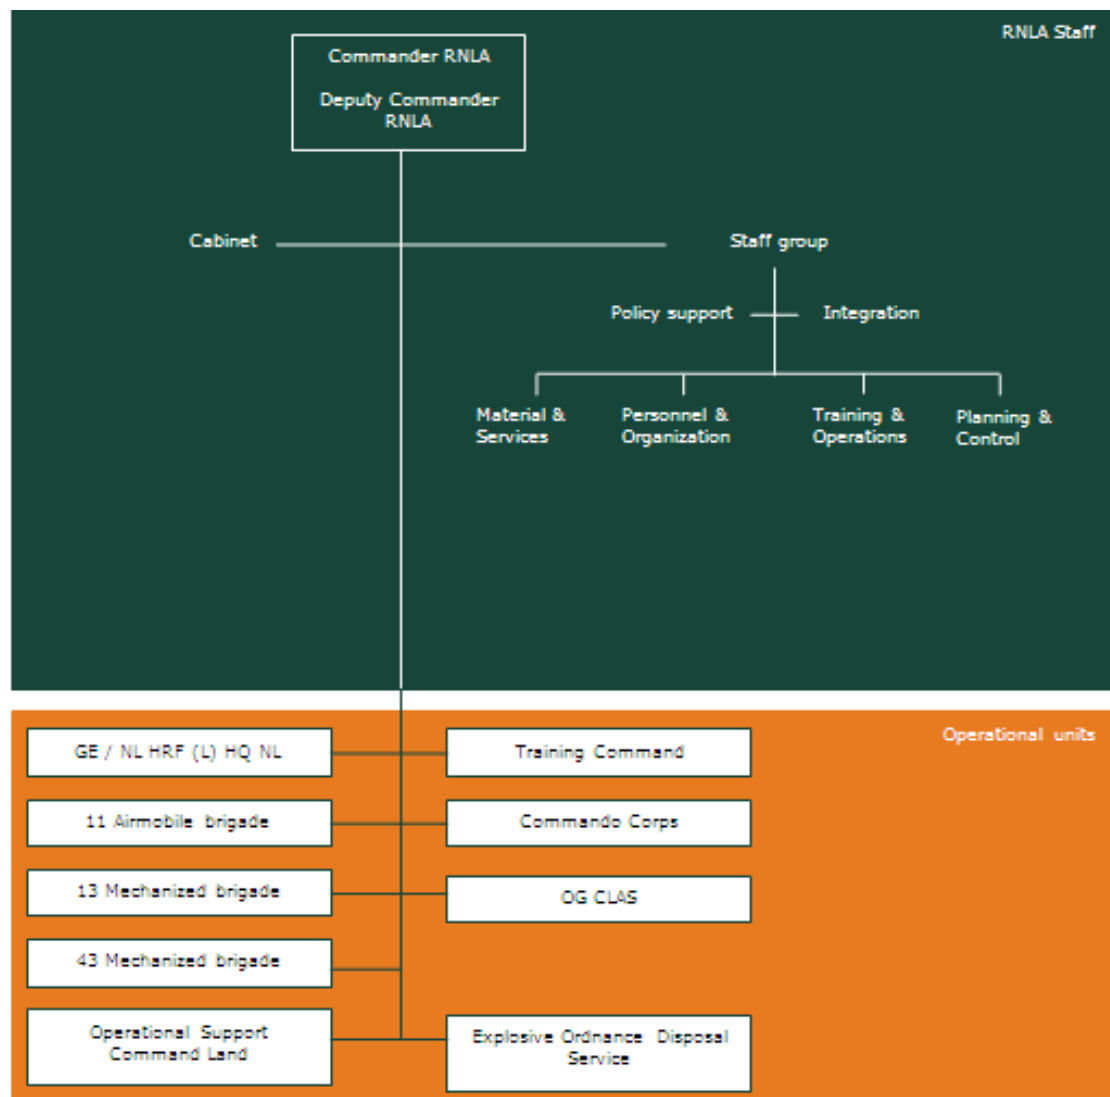 RNLA Staff
Commander RNLA
Deputy Commander
RNLA
Cabinet
Staff group
Policy support
Integration
Material &
Services
Personnel &
Organization
Training &
Operations
Planning &
Control
Operational units
GE / NL HRF (L) HQ NL
Training Command
11 Airmobile brigade
Commando Corps
13 Mechanized brigade
OG CLAS
43 Mechanized brigade
Operational Support
Command Land
Explosive Ordnance Disposal
Service